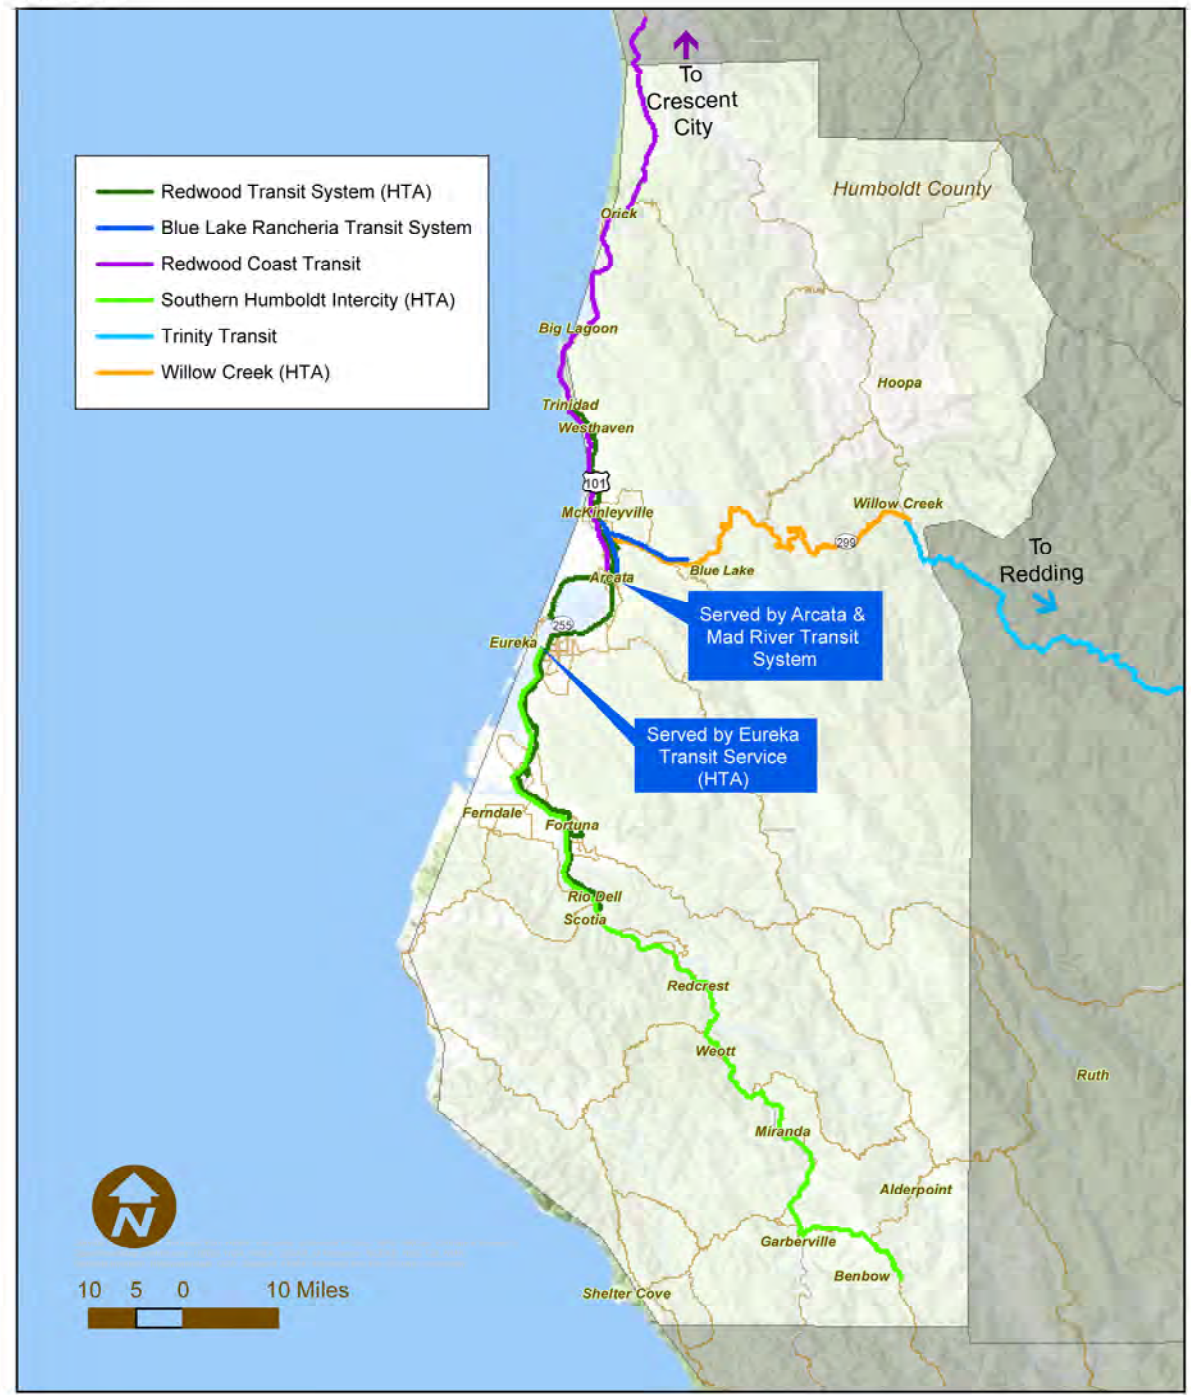 To
Crescent
City
Redwood Transit System (HTA)
Blue Lake Rancheria Transit System
Redwood Coast Transit
Southern Humboldt Intercity (HTA)
Trinity Transit
Willow Creek (HTA)
Humboldt County
Orick
Big Lagoon
Hoopa
Trinidad
Westhaven
101
McKinleyville
Willow Creek
299
To
Redding
Blue Lake
Arcata
Served by Arcata &
Mad River Transit
System
255
Eureka
Served by Eureka
Transit Service
(HTA)
Ferndale
Fortuna
Rio Dell
Scotia
Redcrest
Weott
Ruth
Miranda
Alderpoint
N
Garberville
Benbow
10 5 0 10 Miles
Shelter Cove